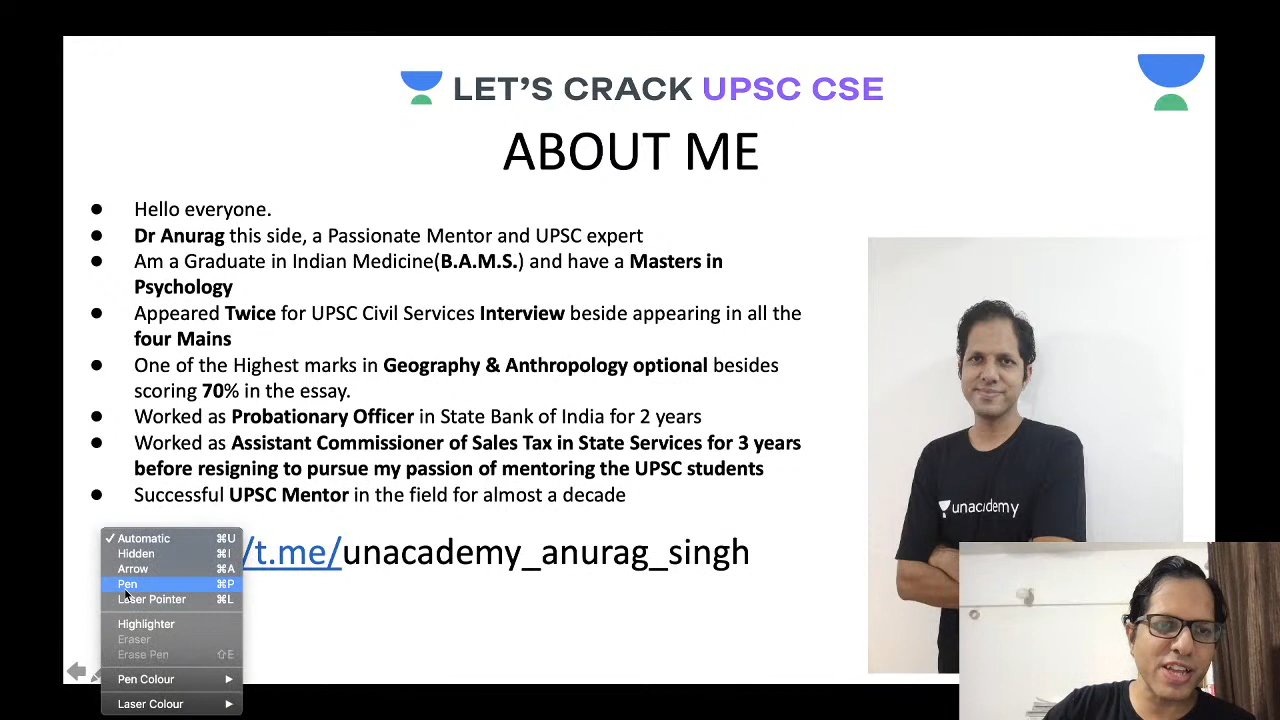 LET'S CRACK UPSC CSE
ABOUT ME
● Hello everyone.
● Dr Anurag this side, a Passionate Mentor and UPSC expert
● Am a Graduate in Indian Medicine(B.A.M.S.) and have a Masters in
Psychology
● Appeared Twice for UPSC Civil Services Interview beside appearing in all the
four Mains
● One of the Highest marks in Geography & Anthropology optional besides
scoring 70% in the essay.
● Worked as Probationary Officer in State Bank of India for 2 years
● Worked as Assistant Commissioner of Sales Tax in State Services for 3 years
before resigning to pursue my passion of mentoring the UPSC students
● Successful UPSC Mentor in the field for almost a decade
/t.me/unacademy_anurag_singh
unacademy
✓ Automatic ⌘U
Hidden ⌘I
Arrow ⌘A
Pen ⌘P
Laser Pointer ⌘L
Highlighter
Eraser
Erase Pen ⇧E
Pen Colour ▶
Laser Colour ▶